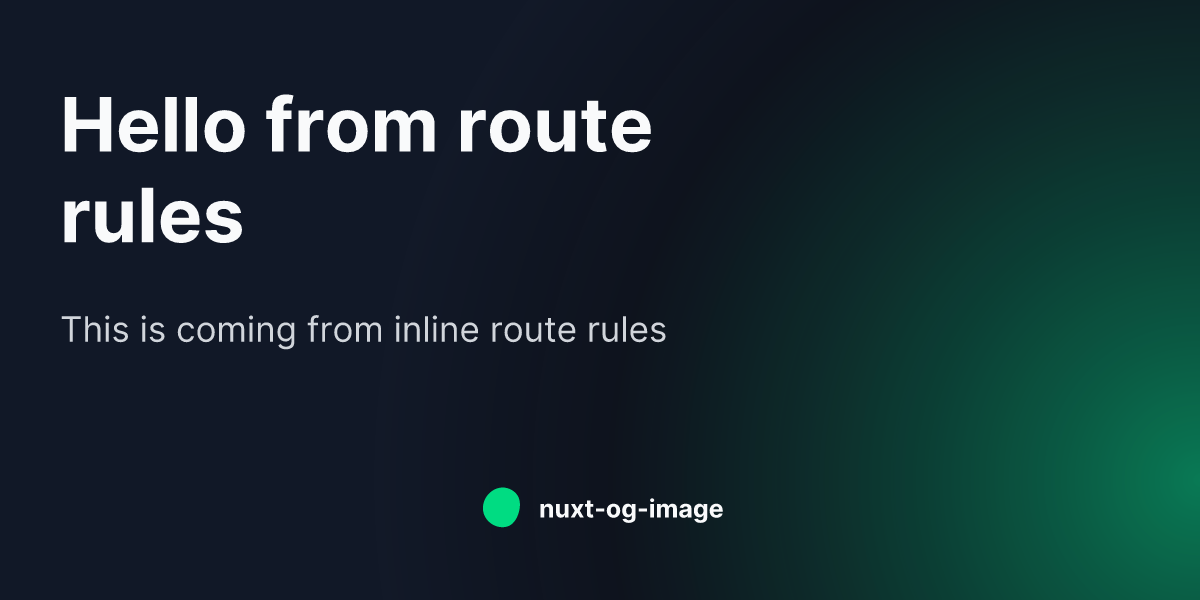 Hello from route
rules
This is coming from inline route rules
nuxt-og-image